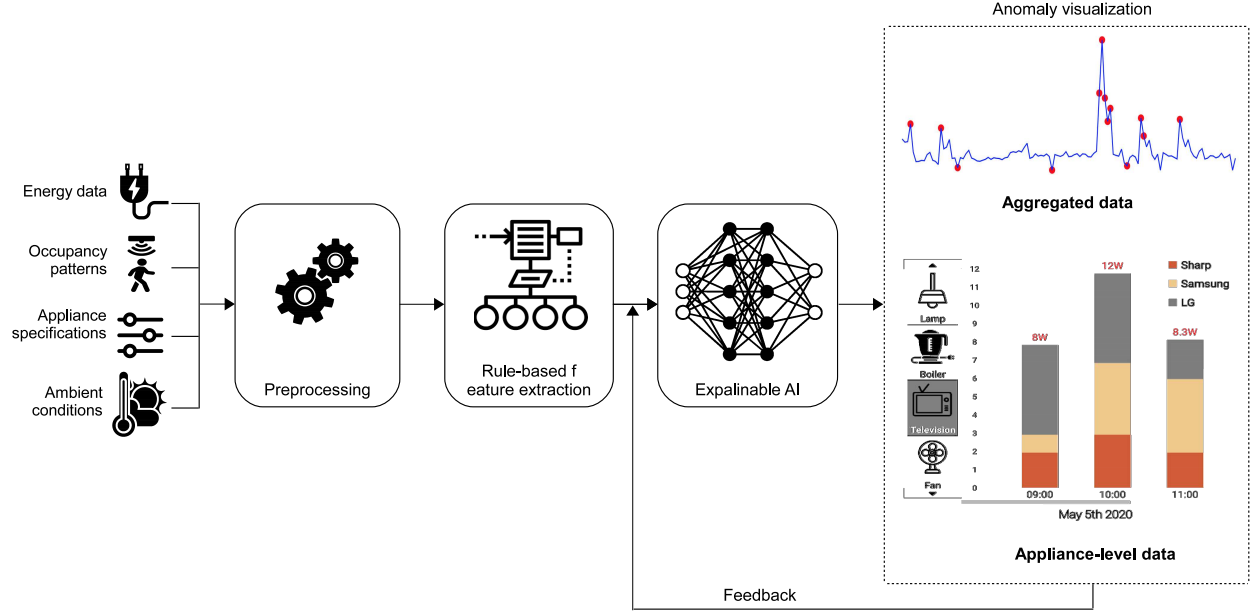 Anomaly visualization
Aggregated data
Energy data
Occupancy
patterns
Appliance
specifications
Ambient
conditions
Preprocessing
Rule-based f
eature extraction
Expalinable AI
Lamp
Boiler
Television
Fan
12
11
10
9
8
7
6
5
4
3
2
1
0
8W
12W
8.3W
Sharp
Samsung
LG
09:00
10:00
11:00
May 5th 2020
Appliance-level data
Feedback